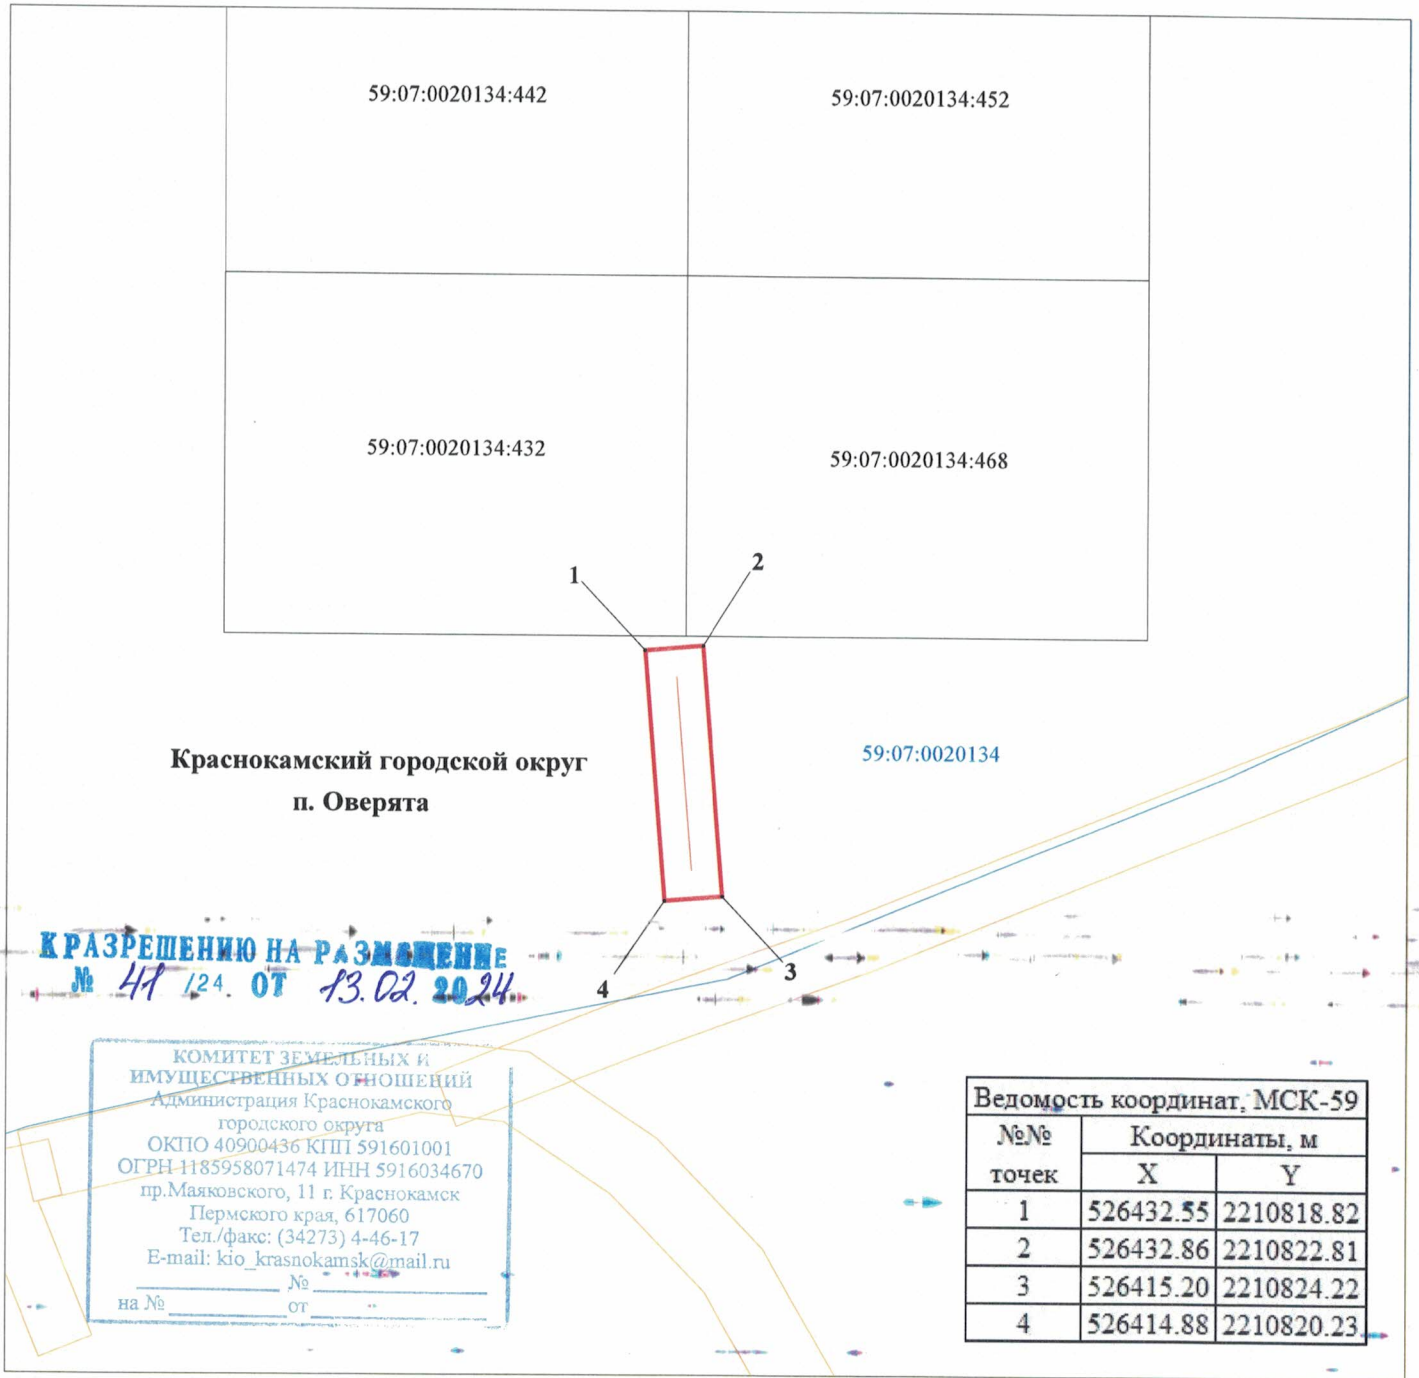 59:07:0020134:442
59:07:0020134:452
59:07:0020134:432
59:07:0020134:468
1
2
Краснокамский городской округ
п. Оверята
59:07:0020134
4
3
К РАЗРЕШЕНИЮ НА РАЗМЕЩЕНИЕ
№ 41 /24. ОТ 13.02. 2024
КОМИТЕТ ЗЕМЕЛЬНЫХ И
ИМУЩЕСТВЕННЫХ ОТНОШЕНИЙ
Администрация Краснокамского
городского округа
ОКПО 40900436 КПП 591601001
ОГРН 1185958071474 ИНН 5916034670
пр.Маяковского, 11 г. Краснокамск
Пермского края, 617060
Тел./факс: (34273) 4-46-17
E-mail: kio_krasnokamsk@mail.ru
____________ № ____________
на № __________ от ____________
Ведомость координат, МСК-59
№№ точек Координаты, м
X Y
1 526432.55 2210818.82
2 526432.86 2210822.81
3 526415.20 2210824.22
4 526414.88 2210820.23